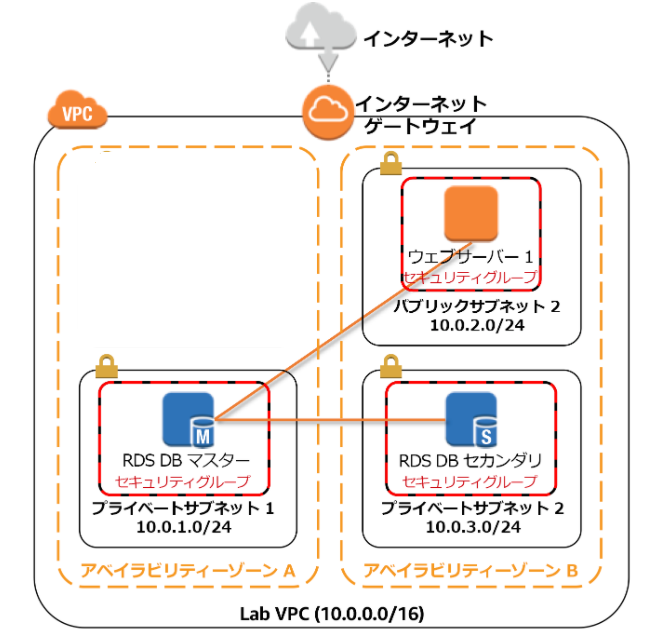 インターネット
VPC
インターネット
ゲートウェイ
ウェブサーバー 1
セキュリティグループ
パブリックサブネット 2
10.0.2.0/24
M
RDS DB マスター
セキュリティグループ
プライベートサブネット 1
10.0.1.0/24
S
RDS DB セカンダリ
セキュリティグループ
プライベートサブネット 2
10.0.3.0/24
アベイラビリティーゾーン A
アベイラビリティーゾーン B
Lab VPC (10.0.0.0/16)